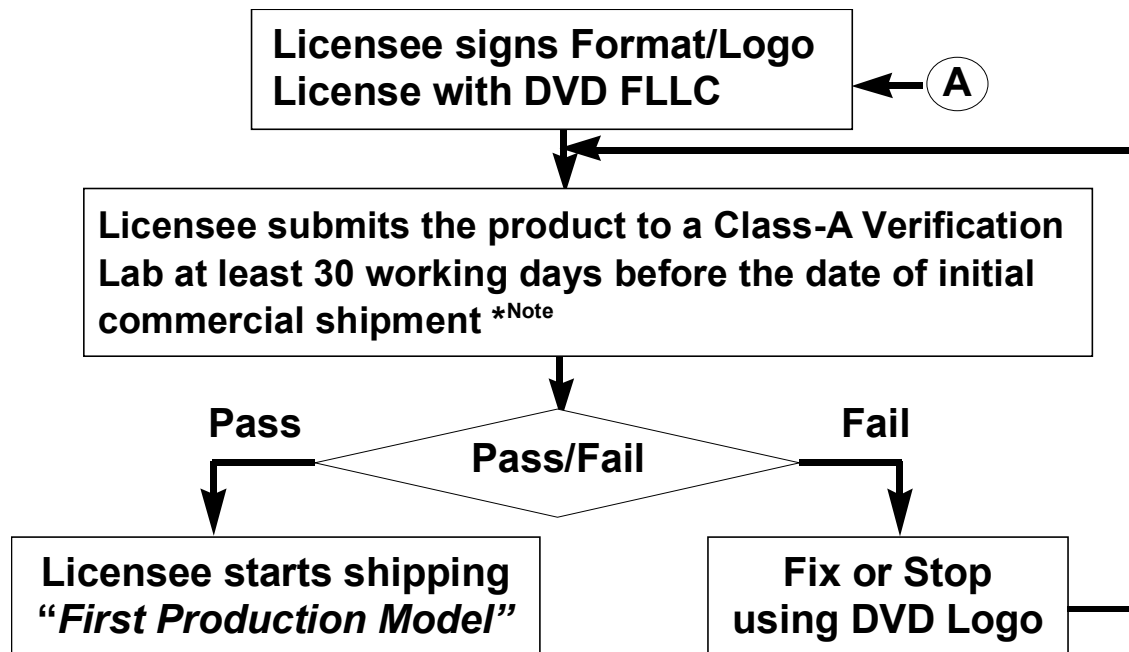 Licensee signs Format/Logo
License with DVD FLLC
A
Licensee submits the product to a Class-A Verification
Lab at least 30 working days before the date of initial
commercial shipment *Note
Pass
Fail
Pass/Fail
Licensee starts shipping
“First Production Model”
Fix or Stop
using DVD Logo